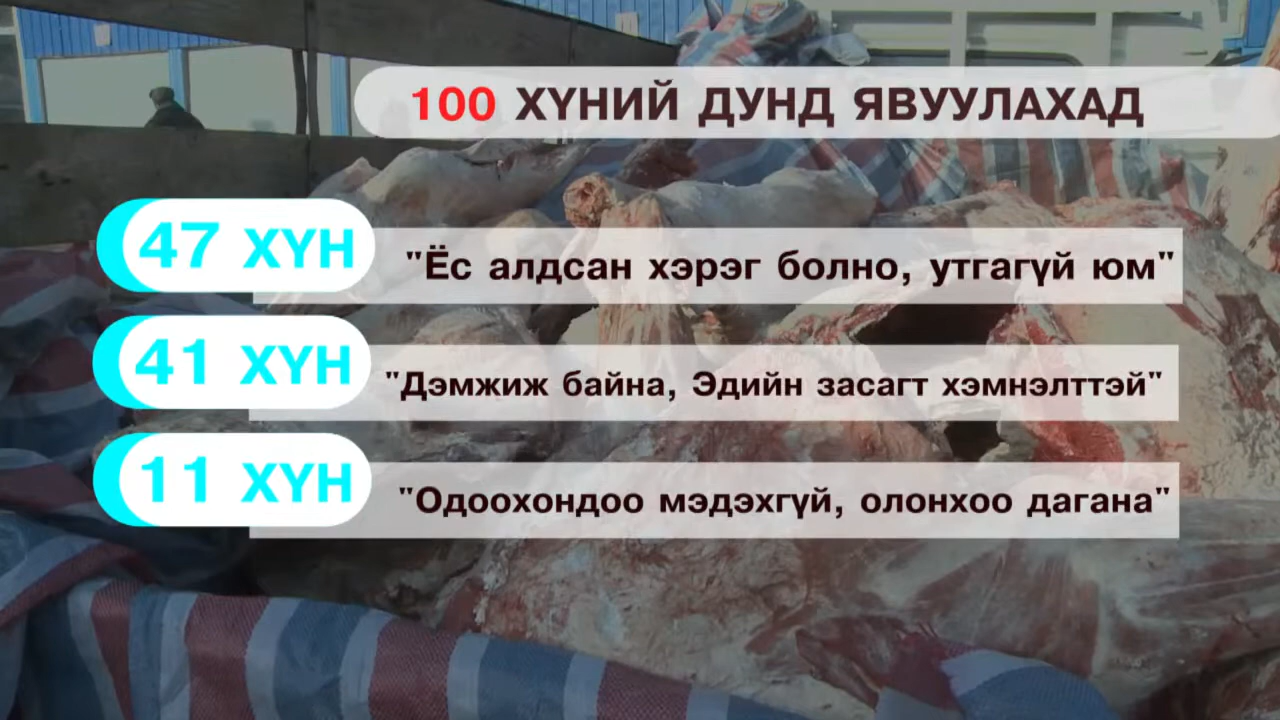 100 ХҮНИЙ ДУНД ЯВУУЛАХАД
47 ХҮН
"Ёс алдсан хэрэг болно, утгагүй юм"
41 ХҮН
"Дэмжиж байна, Эдийн засагт хэмнэлттэй"
11 ХҮН
"Одоохондоо мэдэхгүй, олонхоо дагана"